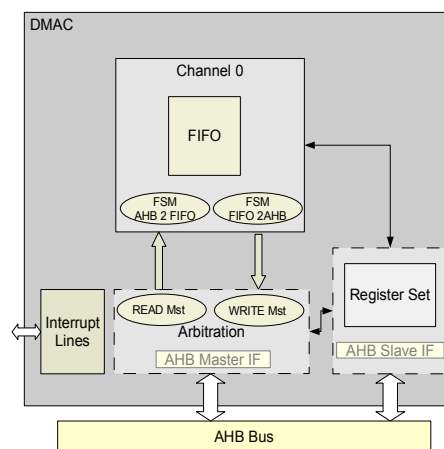 DMAC
Channel 0
FIFO
FSM
AHB 2 FIFO
FSM
FIFO 2AHB
READ Mst
WRITE Mst
Arbitration
AHB Master IF
Interrupt
Lines
Register Set
AHB Slave IF
AHB Bus